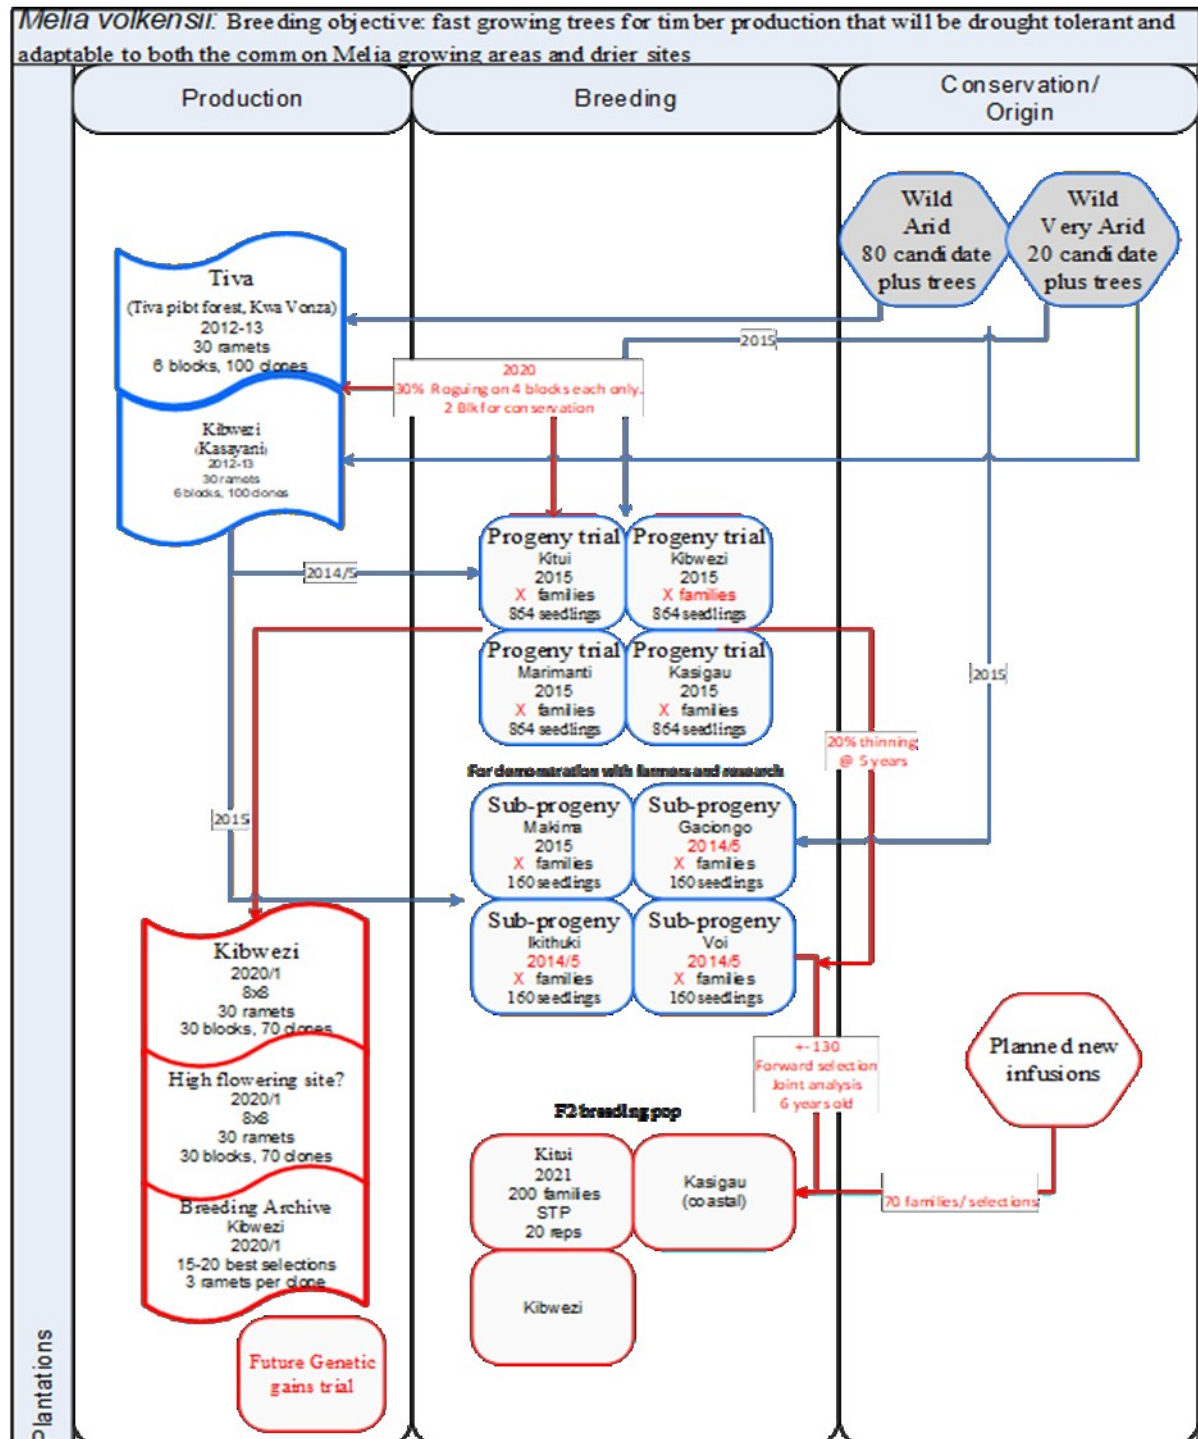 Melia volkensii: Breeding objective: fast growing trees for timber production that will be drought tolerant and
adaptable to both the common Melia growing areas and drier sites
Production
Breeding
Conservation/
Origin
Wild
Arid
80 candidate
plus trees
Wild
Very Arid
20 candidate
plus trees
Tiva
(Tiva pilot forest, Kwa Vonza)
2012-13
30 ramets
6 blocks, 100 clones
2015
2020
30% Roguing on 4 blocks each only.
2 Blk for conservation
Kibwezi
(Kasayani)
2012-13
30 ramets
6 blocks, 100 clones
2014/5
Progeny trial
Kitui
2015
X families
864 seedlings
Progeny trial
Kibwezi
2015
X families
864 seedlings
Progeny trial
Marimanti
2015
X families
864 seedlings
Progeny trial
Kasigau
2015
X families
864 seedlings
2015
20% thinning
@ 5 years
For demonstration with farmers and research
2015
Sub-progeny
Makima
2015
X families
160 seedlings
Sub-progeny
Gaciongo
2014/5
X families
160 seedlings
Sub-progeny
Ikithuki
2014/5
X families
160 seedlings
Sub-progeny
Voi
2014/5
X families
160 seedlings
Kibwezi
2020/1
8x8
30 ramets
30 blocks, 70 clones
High flowering site?
2020/1
8x8
30 ramets
30 blocks, 70 clones
Breeding Archive
Kibwezi
2020/1
15-20 best selections
3 ramets per clone
+-130
Forward selection
Joint analysis
6 years old
Planned new
infusions
F2 breeding pop
Kitui
2021
200 families
STP
20 reps
Kasigau
(coastal)
70 families/ selections
Kibwezi
Future Genetic
gains trial
Plantations